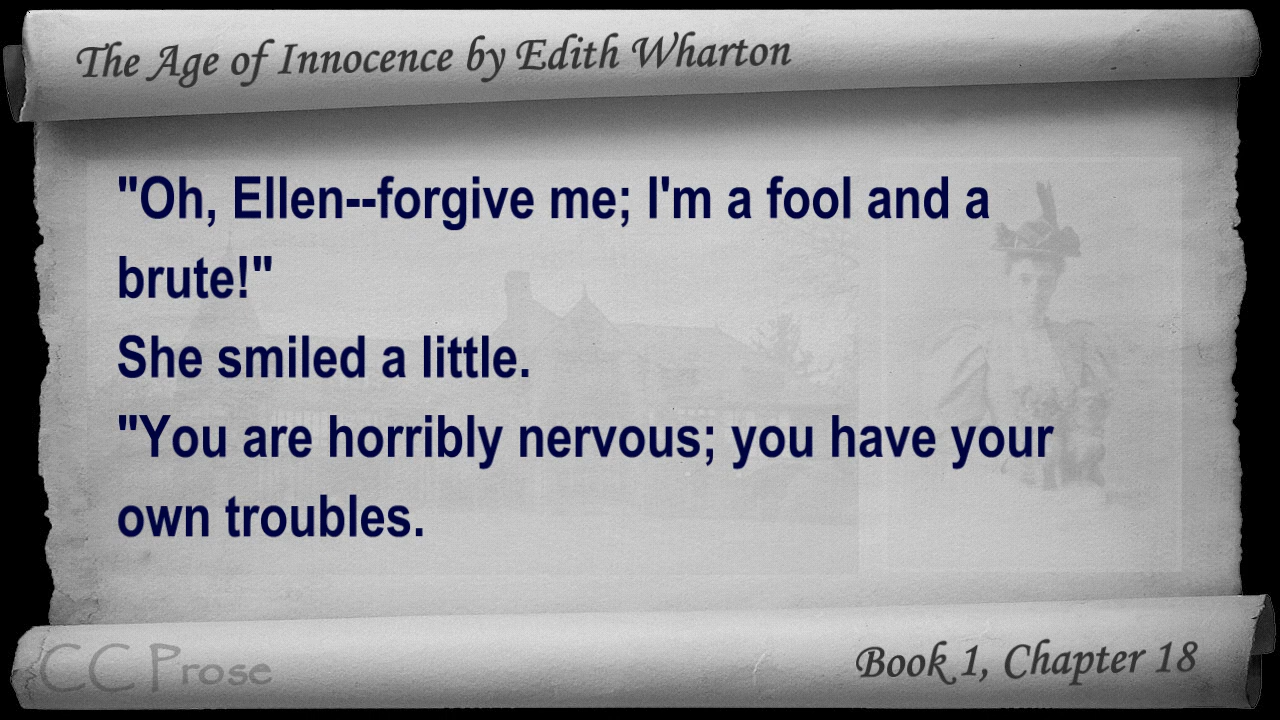 The Age of Innocence by Edith Wharton
"Oh, Ellen--forgive me; I'm a fool and a
brute!"
She smiled a little.
"You are horribly nervous; you have your
own troubles.
CC Prose
Book 1, Chapter 18